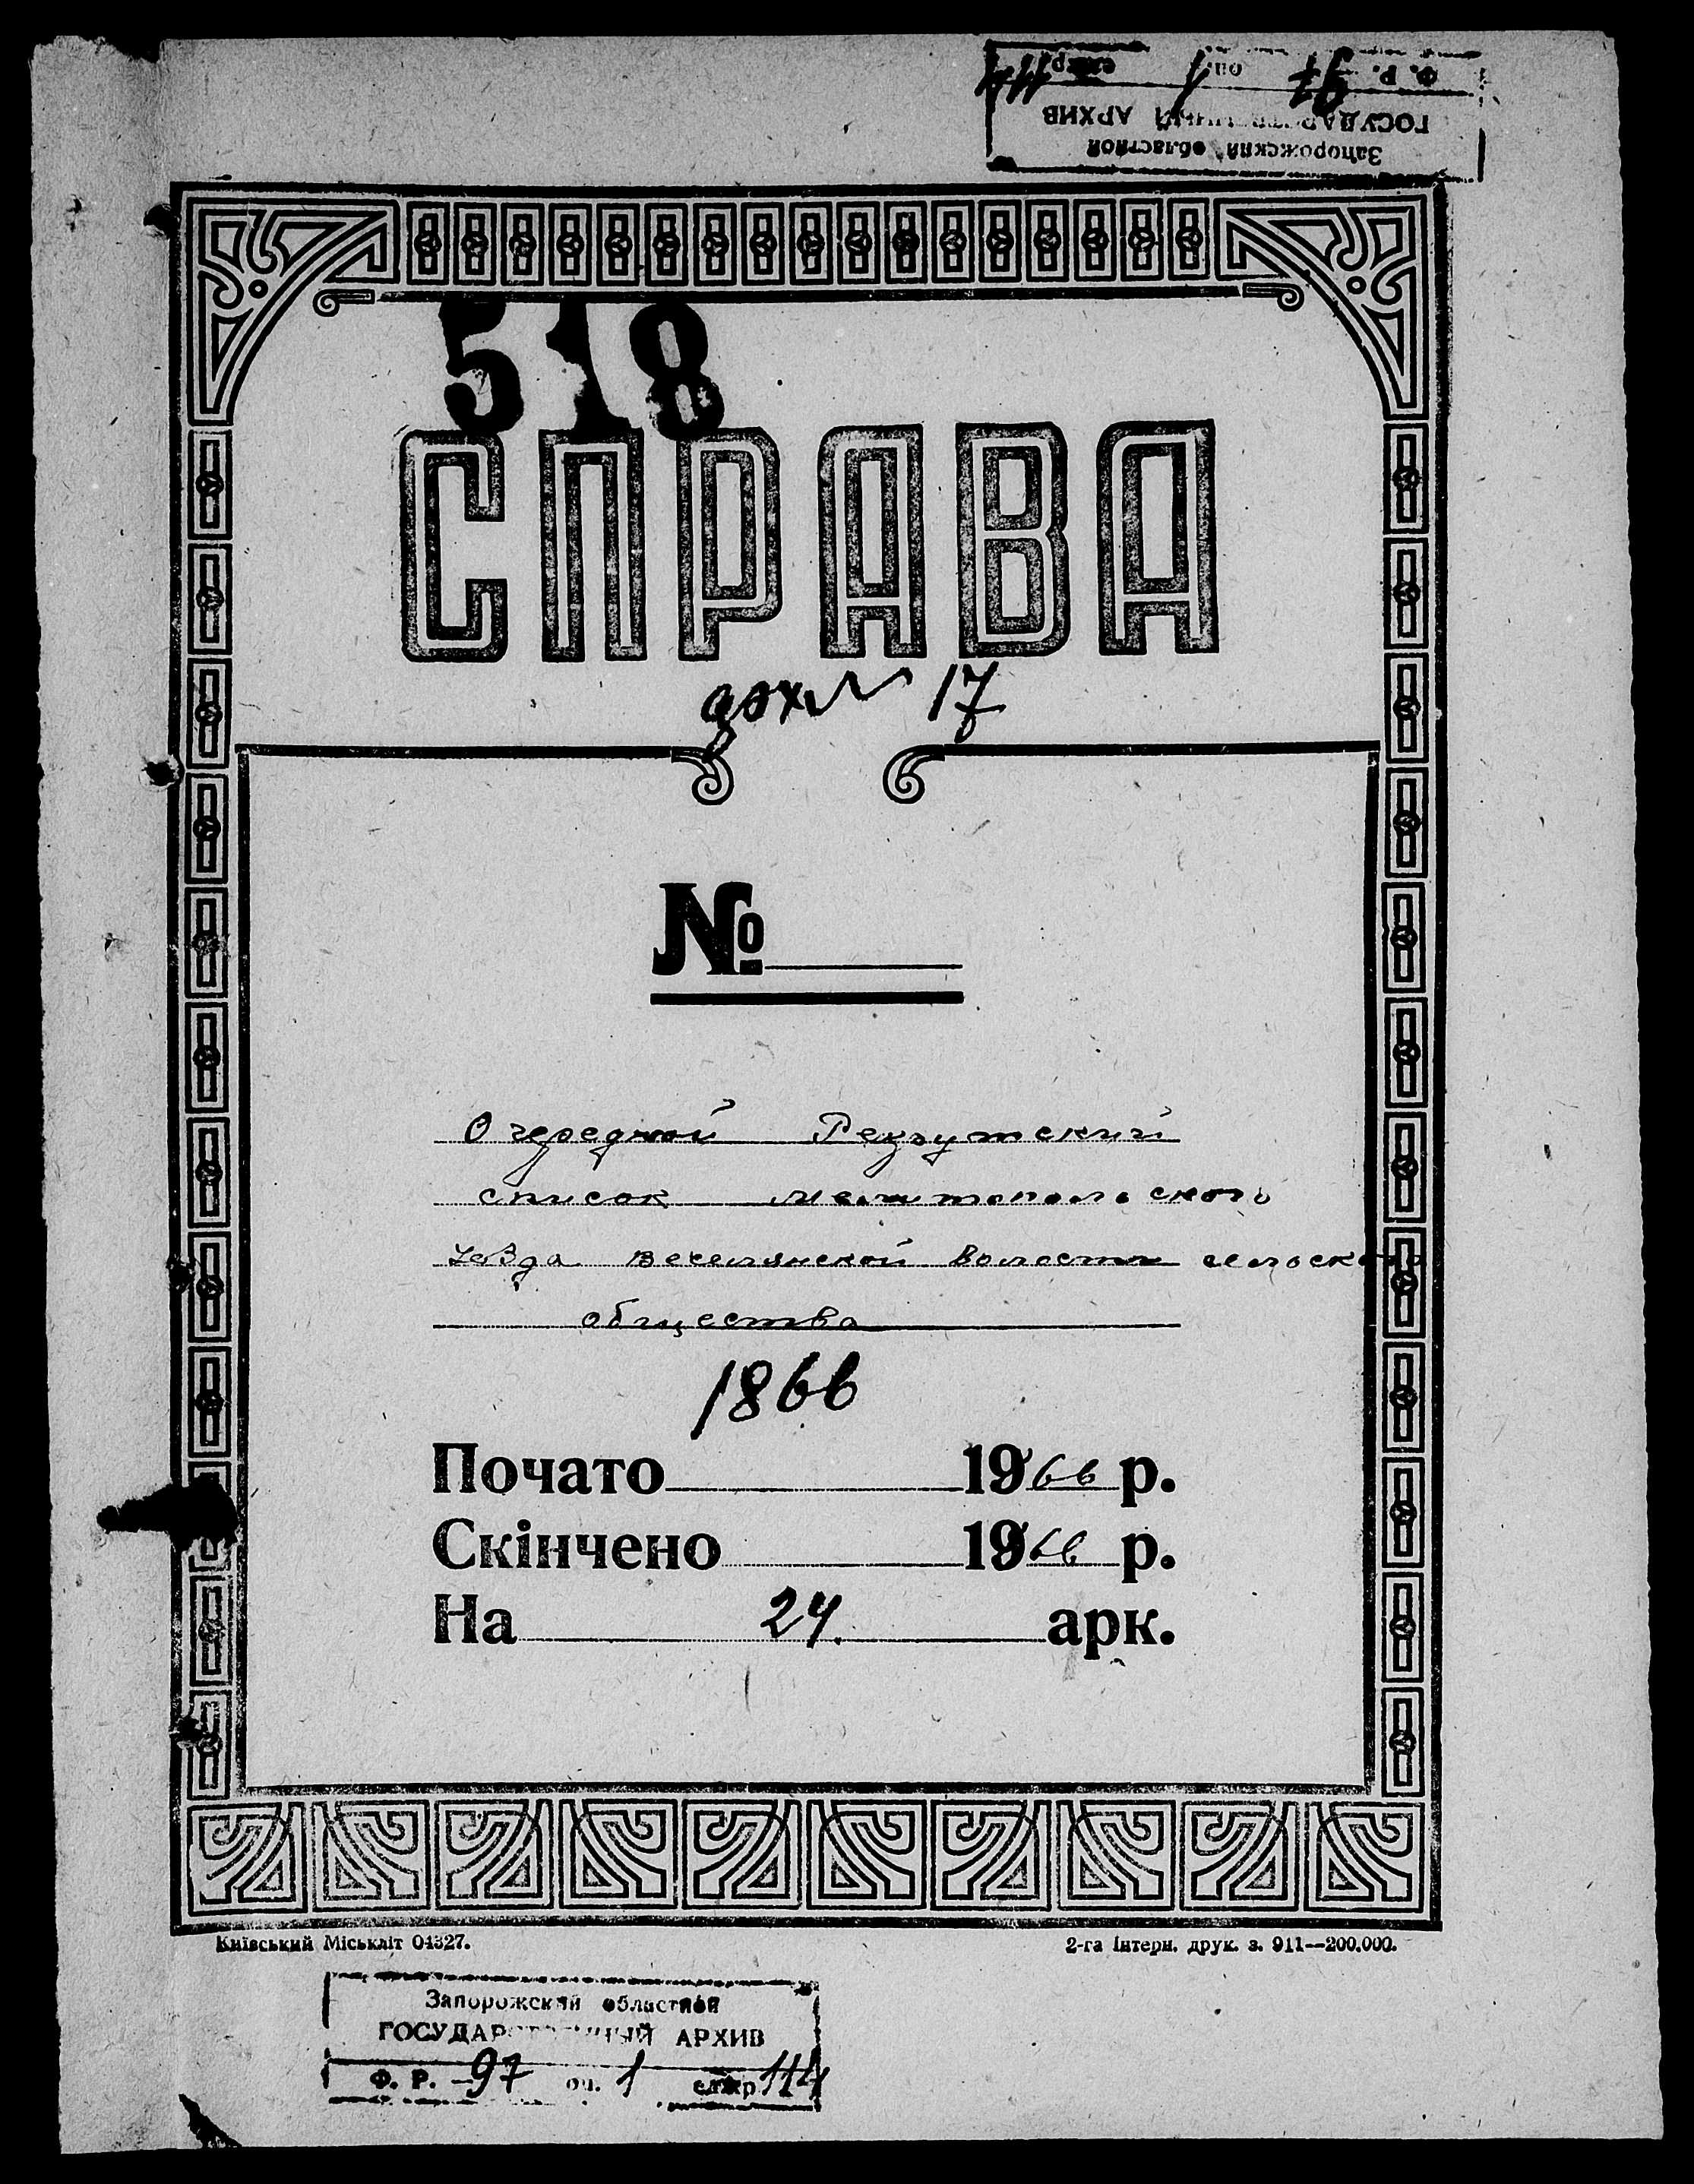 Ф. Р. 97 оп. 1 ед. хр. 114
ГОСУДАРСТВЕННЫЙ АРХИВ
Запорожский областной
518
СПРАВА
17
№
Очередной Рекрутский
список Мелитопольского
уезда Веселянской волости сельского
общества
1866
Почато 1966 р.
Скінчено 1966 р.
На 24. арк.
Київський Міськліт 04327.
2-га Інтерн. друк. з. 911—200.000.
Запорожский областной
ГОСУДАРСТВЕННЫЙ АРХИВ
Ф. Р. 97 оп. 1 ед. хр. 114